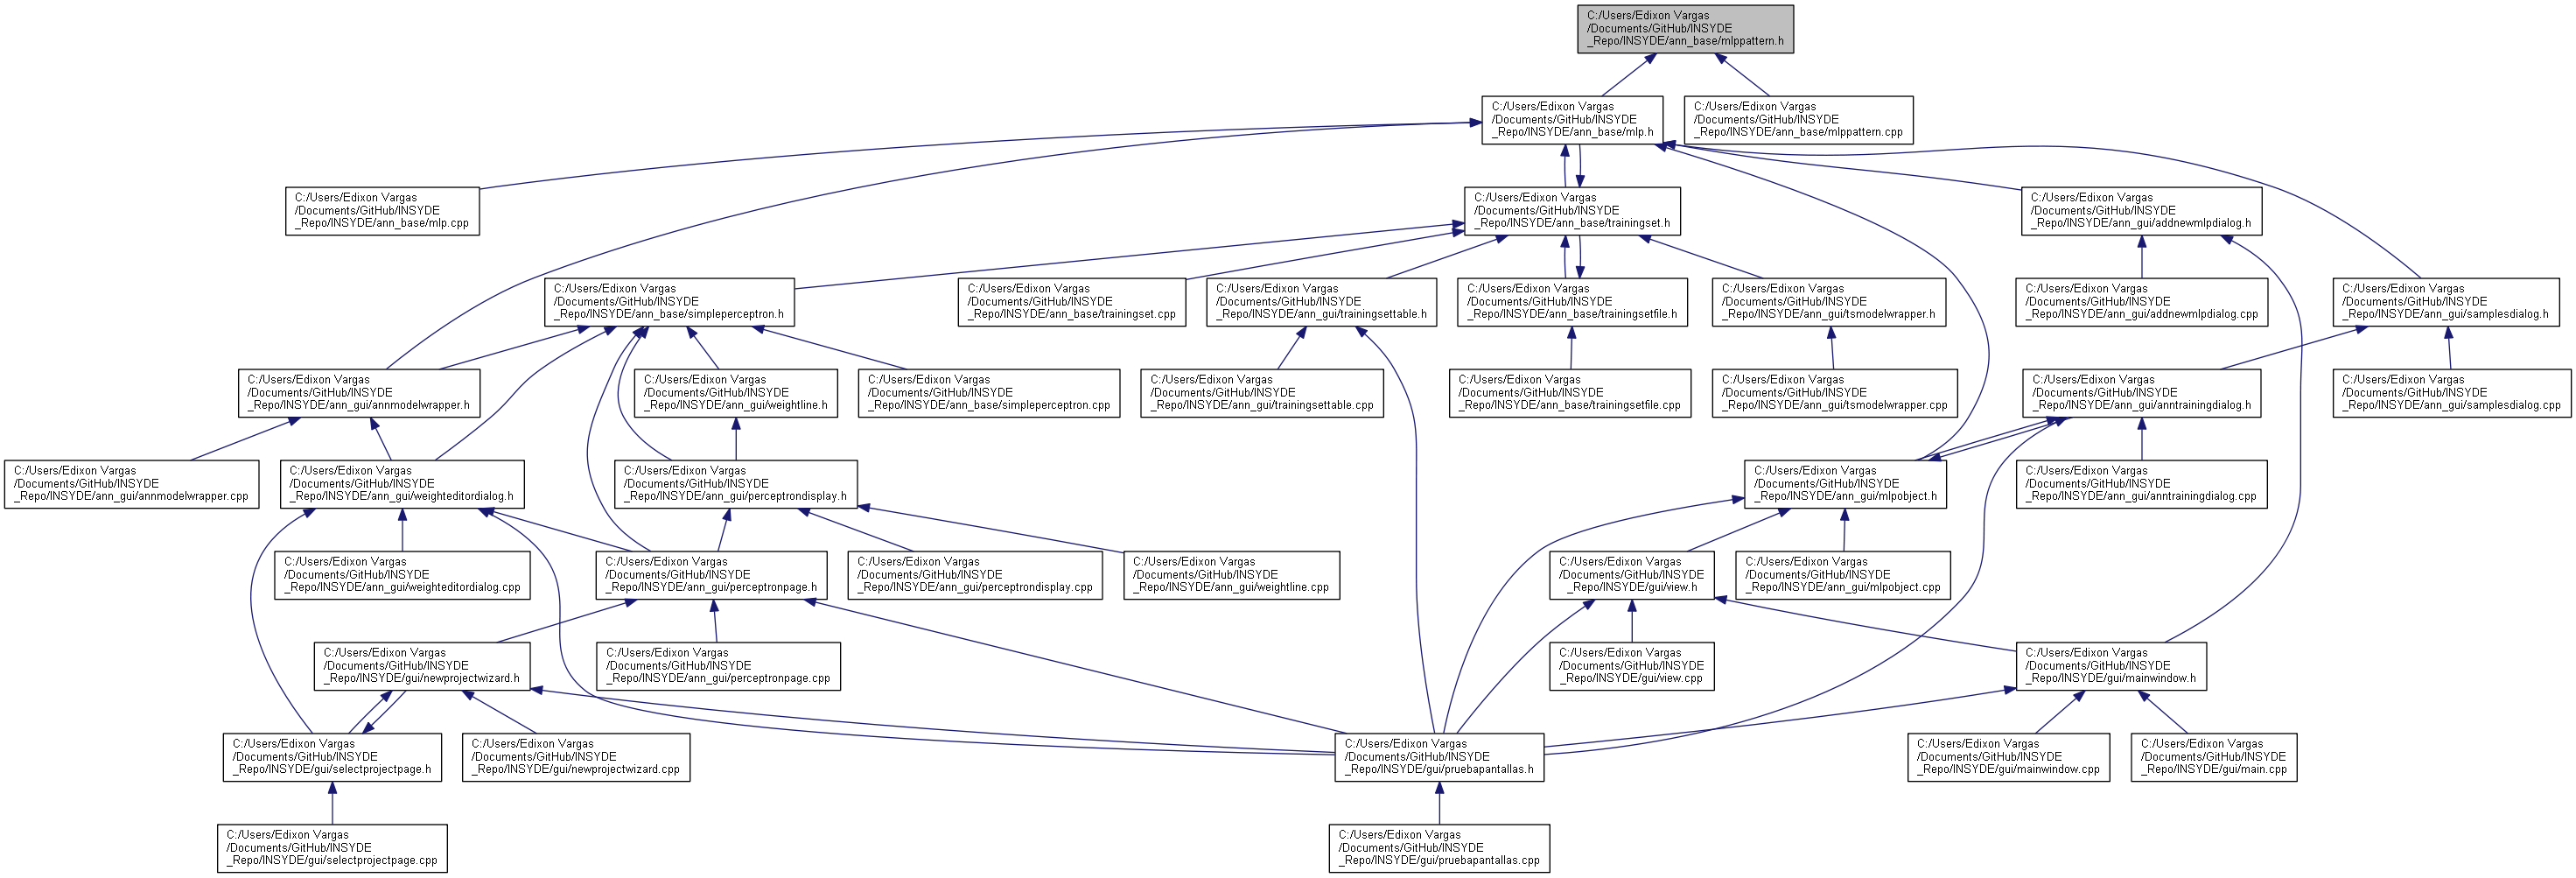 C:/Users/Edixon Vargas
/Documents/GitHub/INSYDE
_Repo/INSYDE/ann_base/mlppattern.h
C:/Users/Edixon Vargas
/Documents/GitHub/INSYDE
_Repo/INSYDE/ann_base/mlp.h
C:/Users/Edixon Vargas
/Documents/GitHub/INSYDE
_Repo/INSYDE/ann_base/mlppattern.cpp
C:/Users/Edixon Vargas
/Documents/GitHub/INSYDE
_Repo/INSYDE/ann_base/mlp.cpp
C:/Users/Edixon Vargas
/Documents/GitHub/INSYDE
_Repo/INSYDE/ann_base/trainingset.h
C:/Users/Edixon Vargas
/Documents/GitHub/INSYDE
_Repo/INSYDE/ann_gui/addnewmlpdialog.h
C:/Users/Edixon Vargas
/Documents/GitHub/INSYDE
_Repo/INSYDE/ann_base/simpleperceptron.h
C:/Users/Edixon Vargas
/Documents/GitHub/INSYDE
_Repo/INSYDE/ann_base/trainingset.cpp
C:/Users/Edixon Vargas
/Documents/GitHub/INSYDE
_Repo/INSYDE/ann_gui/trainingsettable.h
C:/Users/Edixon Vargas
/Documents/GitHub/INSYDE
_Repo/INSYDE/ann_base/trainingsetfile.h
C:/Users/Edixon Vargas
/Documents/GitHub/INSYDE
_Repo/INSYDE/ann_gui/tsmodelwrapper.h
C:/Users/Edixon Vargas
/Documents/GitHub/INSYDE
_Repo/INSYDE/ann_gui/addnewmlpdialog.cpp
C:/Users/Edixon Vargas
/Documents/GitHub/INSYDE
_Repo/INSYDE/ann_gui/samplesdialog.h
C:/Users/Edixon Vargas
/Documents/GitHub/INSYDE
_Repo/INSYDE/ann_gui/annmodelwrapper.h
C:/Users/Edixon Vargas
/Documents/GitHub/INSYDE
_Repo/INSYDE/ann_gui/weightline.h
C:/Users/Edixon Vargas
/Documents/GitHub/INSYDE
_Repo/INSYDE/ann_base/simpleperceptron.cpp
C:/Users/Edixon Vargas
/Documents/GitHub/INSYDE
_Repo/INSYDE/ann_gui/trainingsettable.cpp
C:/Users/Edixon Vargas
/Documents/GitHub/INSYDE
_Repo/INSYDE/ann_base/trainingsetfile.cpp
C:/Users/Edixon Vargas
/Documents/GitHub/INSYDE
_Repo/INSYDE/ann_gui/tsmodelwrapper.cpp
C:/Users/Edixon Vargas
/Documents/GitHub/INSYDE
_Repo/INSYDE/ann_gui/anntrainingdialog.h
C:/Users/Edixon Vargas
/Documents/GitHub/INSYDE
_Repo/INSYDE/ann_gui/samplesdialog.cpp
C:/Users/Edixon Vargas
/Documents/GitHub/INSYDE
_Repo/INSYDE/ann_gui/annmodelwrapper.cpp
C:/Users/Edixon Vargas
/Documents/GitHub/INSYDE
_Repo/INSYDE/ann_gui/weighteditordialog.h
C:/Users/Edixon Vargas
/Documents/GitHub/INSYDE
_Repo/INSYDE/ann_gui/perceptrondisplay.h
C:/Users/Edixon Vargas
/Documents/GitHub/INSYDE
_Repo/INSYDE/ann_gui/mlpobject.h
C:/Users/Edixon Vargas
/Documents/GitHub/INSYDE
_Repo/INSYDE/ann_gui/anntrainingdialog.cpp
C:/Users/Edixon Vargas
/Documents/GitHub/INSYDE
_Repo/INSYDE/ann_gui/weighteditordialog.cpp
C:/Users/Edixon Vargas
/Documents/GitHub/INSYDE
_Repo/INSYDE/ann_gui/perceptronpage.h
C:/Users/Edixon Vargas
/Documents/GitHub/INSYDE
_Repo/INSYDE/ann_gui/perceptrondisplay.cpp
C:/Users/Edixon Vargas
/Documents/GitHub/INSYDE
_Repo/INSYDE/ann_gui/weightline.cpp
C:/Users/Edixon Vargas
/Documents/GitHub/INSYDE
_Repo/INSYDE/gui/view.h
C:/Users/Edixon Vargas
/Documents/GitHub/INSYDE
_Repo/INSYDE/ann_gui/mlpobject.cpp
C:/Users/Edixon Vargas
/Documents/GitHub/INSYDE
_Repo/INSYDE/gui/newprojectwizard.h
C:/Users/Edixon Vargas
/Documents/GitHub/INSYDE
_Repo/INSYDE/ann_gui/perceptronpage.cpp
C:/Users/Edixon Vargas
/Documents/GitHub/INSYDE
_Repo/INSYDE/gui/view.cpp
C:/Users/Edixon Vargas
/Documents/GitHub/INSYDE
_Repo/INSYDE/gui/mainwindow.h
C:/Users/Edixon Vargas
/Documents/GitHub/INSYDE
_Repo/INSYDE/gui/selectprojectpage.h
C:/Users/Edixon Vargas
/Documents/GitHub/INSYDE
_Repo/INSYDE/gui/newprojectwizard.cpp
C:/Users/Edixon Vargas
/Documents/GitHub/INSYDE
_Repo/INSYDE/gui/pruebapantallas.h
C:/Users/Edixon Vargas
/Documents/GitHub/INSYDE
_Repo/INSYDE/gui/mainwindow.cpp
C:/Users/Edixon Vargas
/Documents/GitHub/INSYDE
_Repo/INSYDE/gui/main.cpp
C:/Users/Edixon Vargas
/Documents/GitHub/INSYDE
_Repo/INSYDE/gui/selectprojectpage.cpp
C:/Users/Edixon Vargas
/Documents/GitHub/INSYDE
_Repo/INSYDE/gui/pruebapantallas.cpp